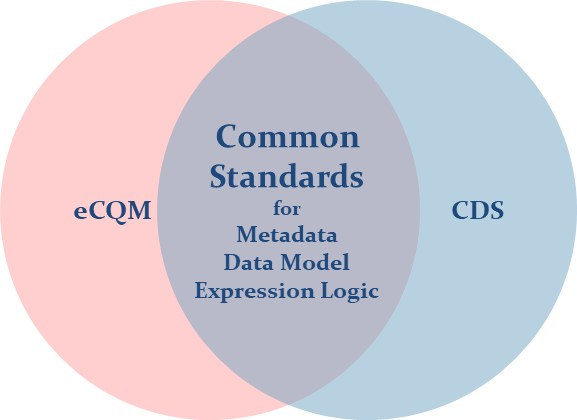 eCQM
Common
Standards
for
Metadata
Data Model
Expression Logic
CDS